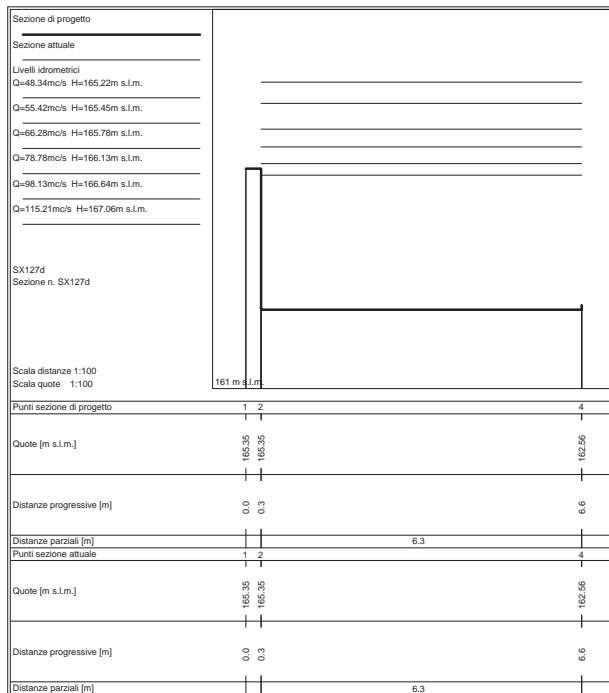 Sezione di progetto
Sezione attuale
Livelli idrometrici
Q=48.34mc/s H=165.22m s.l.m.
Q=55.42mc/s H=165.45m s.l.m.
Q=66.28mc/s H=165.78m s.l.m.
Q=78.78mc/s H=166.13m s.l.m.
Q=98.13mc/s H=166.64m s.l.m.
Q=115.21mc/s H=167.06m s.l.m.
SX127d
Sezione n. SX127d
Scala distanze 1:100
Scala quote 1:100
161 m s.l.m.
Punti sezione di progetto 1 2 4
Quote [m s.l.m.] 165.35 165.35 162.56
Distanze progressive [m] 0.0 0.3 6.6
Distanze parziali [m] 6.3
Punti sezione attuale 1 2 4
Quote [m s.l.m.] 165.35 165.35 162.56
Distanze progressive [m] 0.0 0.3 6.6
Distanze parziali [m] 6.3